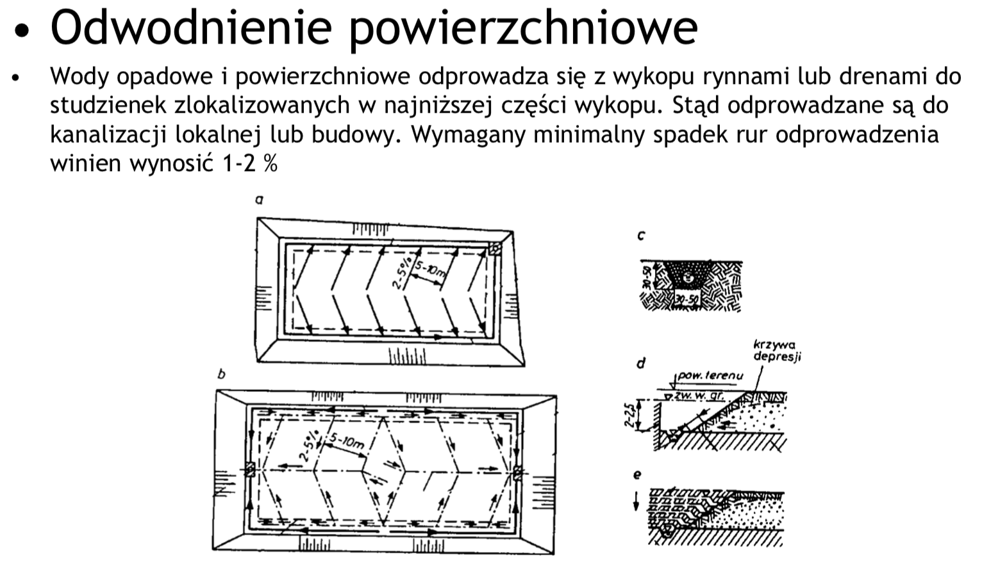 • Odwodnienie powierzchniowe
• Wody opadowe i powierzchniowe odprowadza się z wykopu rynnami lub drenami do
studzienek zlokalizowanych w najniższej części wykopu. Stąd odprowadzane są do
kanalizacji lokalnej lub budowy. Wymagany minimalny spadek rur odprowadzenia
winien wynosić 1-2 %
a
2-5%
5-10m
b
2-5%
5-10m
c
30-50
30-50
krzywa
depresji
d
pow. terenu
zw. w. gr.
2-2,5
e